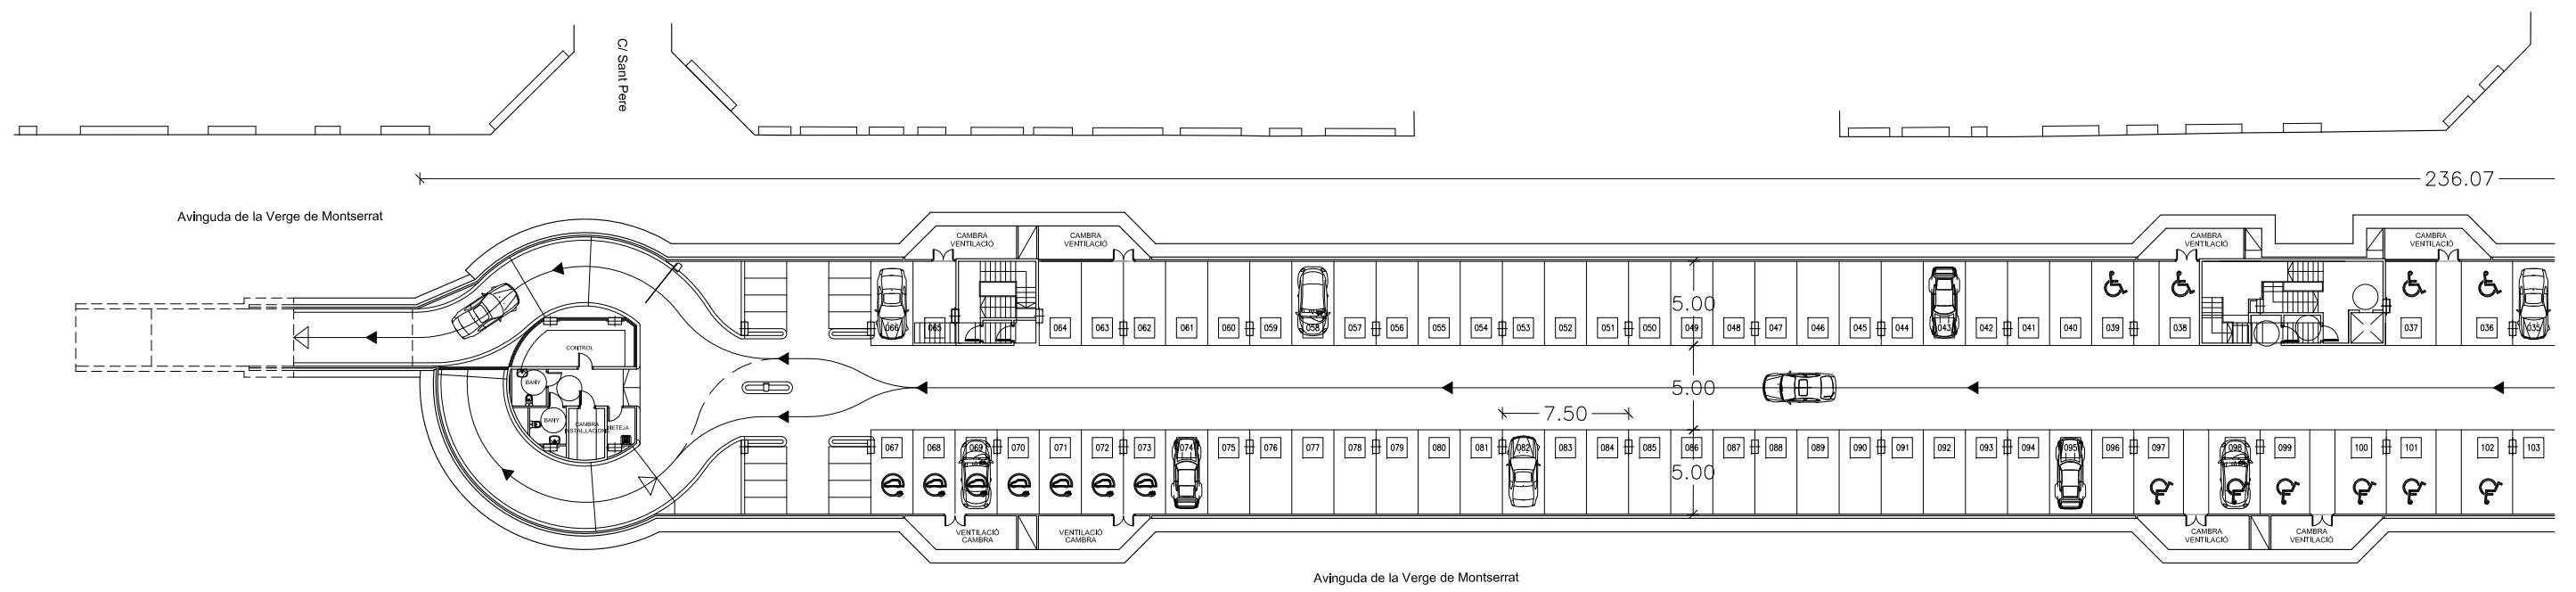 C/ Sant Pere
236.07
Avinguda de la Verge de Montserrat
CAMBRA
VENTILACIÓ
CAMBRA
VENTILACIÓ
CAMBRA
VENTILACIÓ
CAMBRA
VENTILACIÓ
5.00
066 065 064 063 062 061 060 059 058 057 056 055 054 053 052 051 050 049 048 047 046 045 044 043 042 041 040 039 038 037 036 035
CONTROL
BANY
BANY
CAMBRA
INSTAL.LACIONS
NETEJA
5.00
7.50
067 068 069 070 071 072 073 074 075 076 077 078 079 080 081 082 083 084 085 086 087 088 089 090 091 092 093 094 095 096 097 098 099 100 101 102 103
5.00
VENTILACIÓ
CAMBRA
VENTILACIÓ
CAMBRA
CAMBRA
VENTILACIÓ
CAMBRA
VENTILACIÓ
Avinguda de la Verge de Montserrat